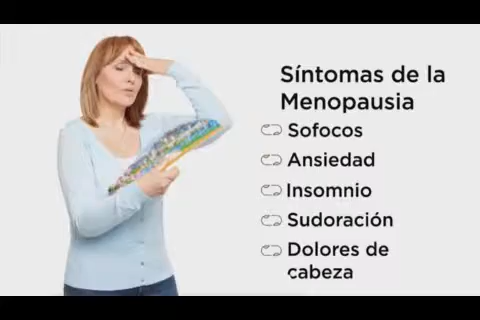 Síntomas de la
Menopausia
Sofocos
Ansiedad
Insomnio
Sudoración
Dolores de
cabeza